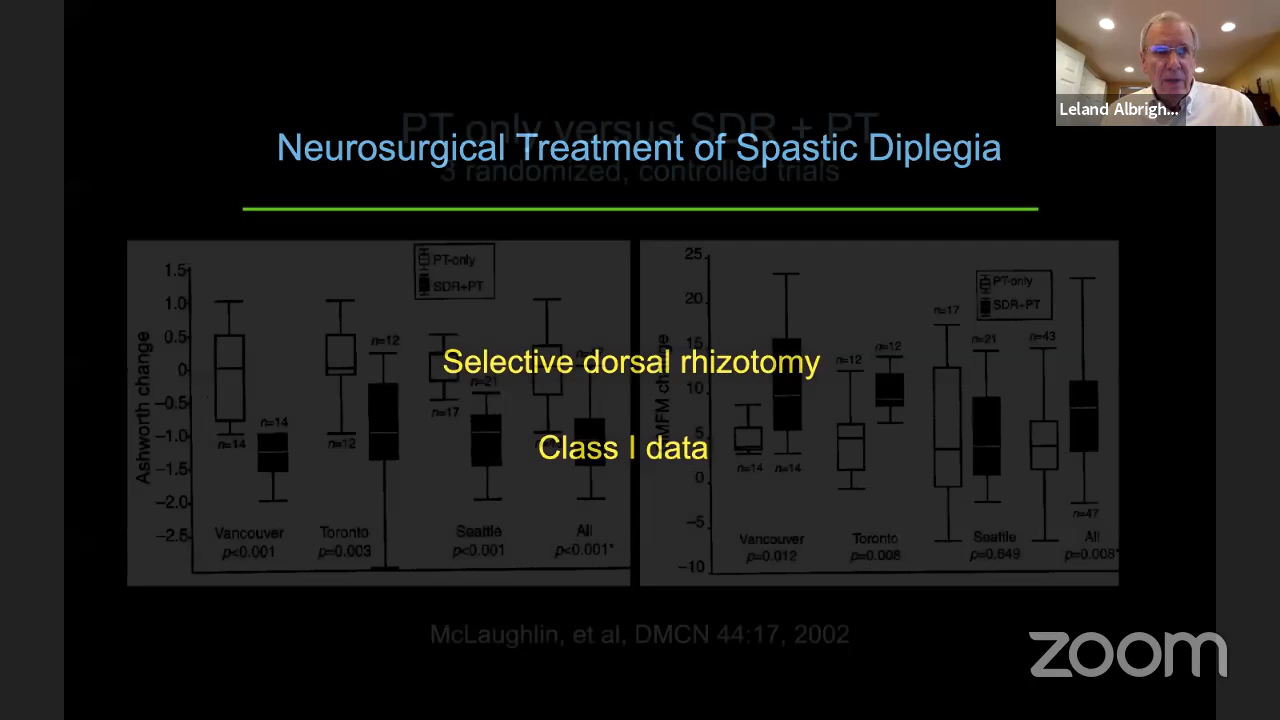 PT only versus SDR + PT
Neurosurgical Treatment of Spastic Diplegia
3 randomized, controlled trials
Leland Albrigh...
Selective dorsal rhizotomy
Class I data
Ashworth change
1.5
1.0
0.5
0
−0.5
−1.0
−1.5
−2.0
−2.5
PT-only
SDR+PT
n=14
n=14
n=12
n=12
n=17
n=21
Vancouver
p<0.001
Toronto
p=0.003
Seattle
p<0.001
All
p<0.001*
MFM change
25
20
15
10
5
0
−5
−10
PT-only
SDR+PT
n=14
n=14
n=12
n=12
n=17
n=21
n=43
n=47
Vancouver
p=0.012
Toronto
p=0.008
Seattle
p=0.649
All
p=0.008*
McLaughlin, et al, DMCN 44:17, 2002
zoom